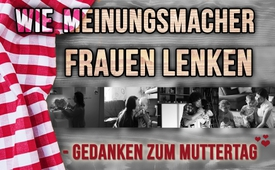 WIE MEINUNGSMACHER
FRAUEN LENKEN
- GEDANKEN ZUM MUTTERTAG